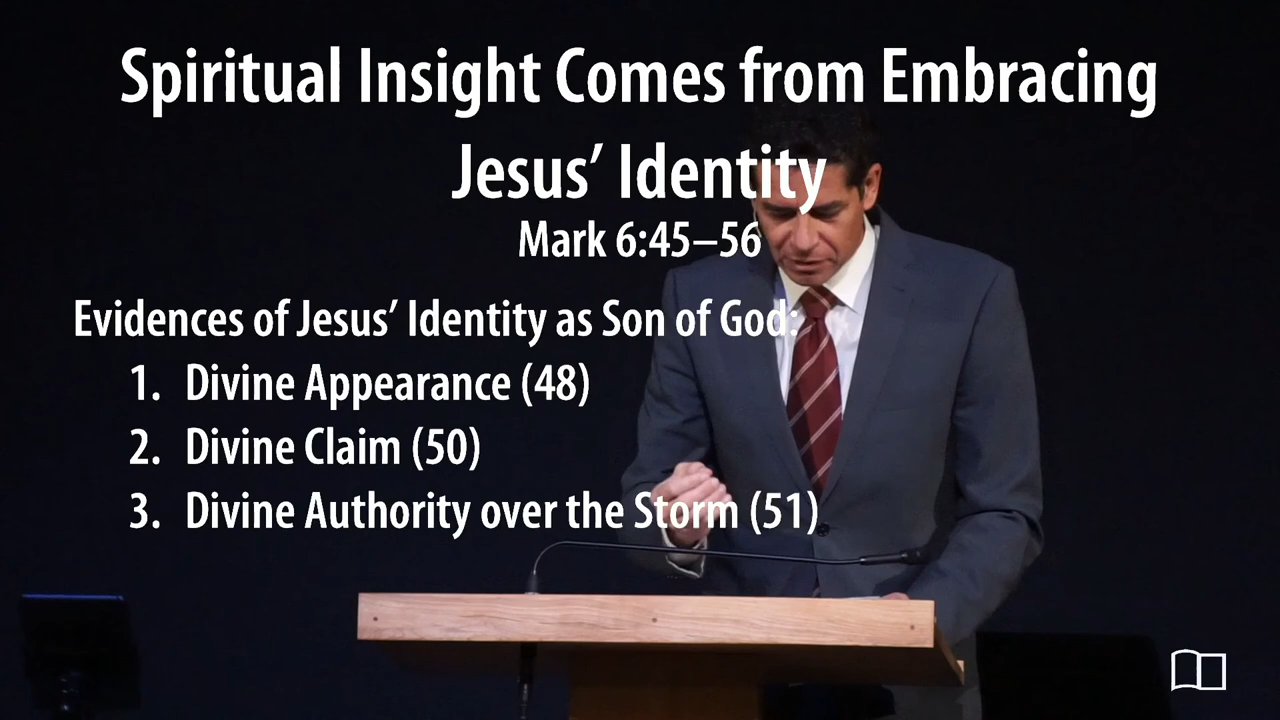 Spiritual Insight Comes from Embracing
Jesus’ Identity
Mark 6:45–56
Evidences of Jesus’ Identity as Son of God:
1. Divine Appearance (48)
2. Divine Claim (50)
3. Divine Authority over the Storm (51)